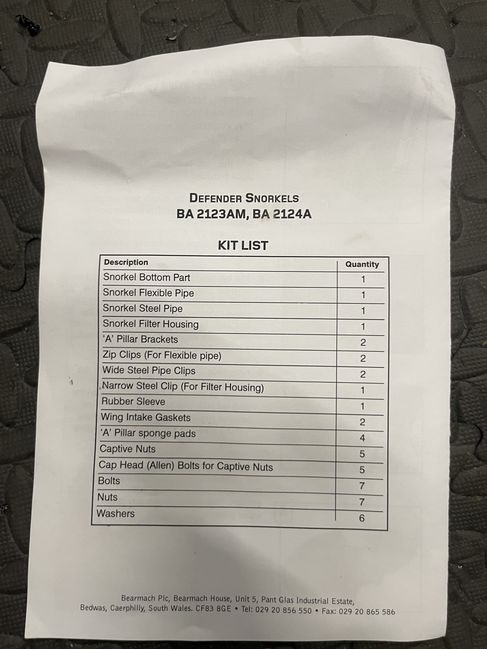 DEFENDER SNORKELS
BA 2123AM, BA 2124A
KIT LIST
Description Quantity
Snorkel Bottom Part 1
Snorkel Flexible Pipe 1
Snorkel Steel Pipe 1
Snorkel Filter Housing 1
'A' Pillar Brackets 2
Zip Clips (For Flexible pipe) 2
Wide Steel Pipe Clips 2
Narrow Steel Clip (For Filter Housing) 1
Rubber Sleeve 1
Wing Intake Gaskets 2
'A' Pillar sponge pads 4
Captive Nuts 5
Cap Head (Allen) Bolts for Captive Nuts 5
Bolts 7
Nuts 7
Washers 6
Bearmach Plc, Bearmach House, Unit 5, Pant Glas Industrial Estate,
Bedwas, Caerphilly, South Wales. CF83 8GE • Tel: 029 20 856 550 • Fax: 029 20 865 586